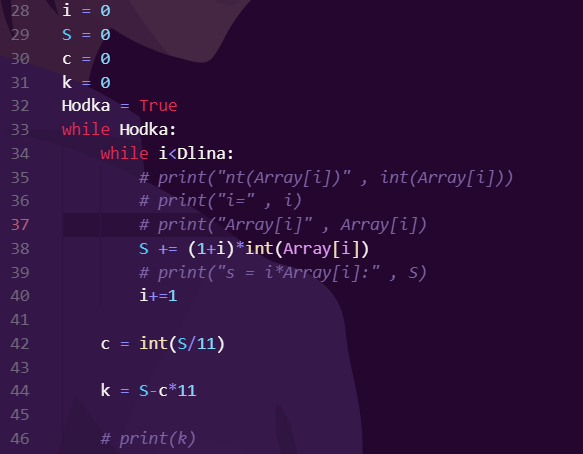 28 i = 0
29 S = 0
30 c = 0
31 k = 0
32 Hodka = True
33 while Hodka:
34     while i<Dlina:
35         # print("nt(Array[i])" , int(Array[i]))
36         # print("i=" , i)
37         # print("Array[i]" , Array[i])
38         S += (1+i)*int(Array[i])
39         # print("s = i*Array[i]:" , S)
40         i+=1
41
42     c = int(S/11)
43
44     k = S-c*11
45
46     # print(k)